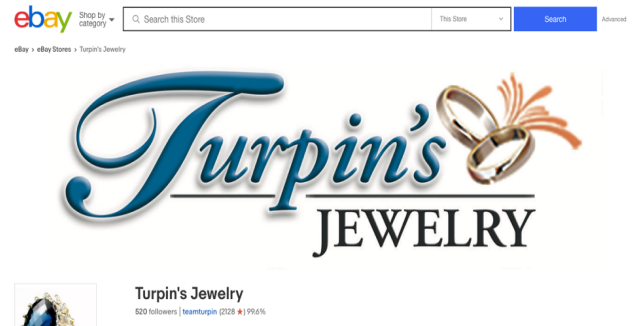 ebay Shop by category Search this Store This Store Search Advanced
eBay > eBay Stores > Turpin's Jewelry
Turpin's
JEWELRY
Turpin's Jewelry
520 followers | teamturpin (2128 ★) 99.6%